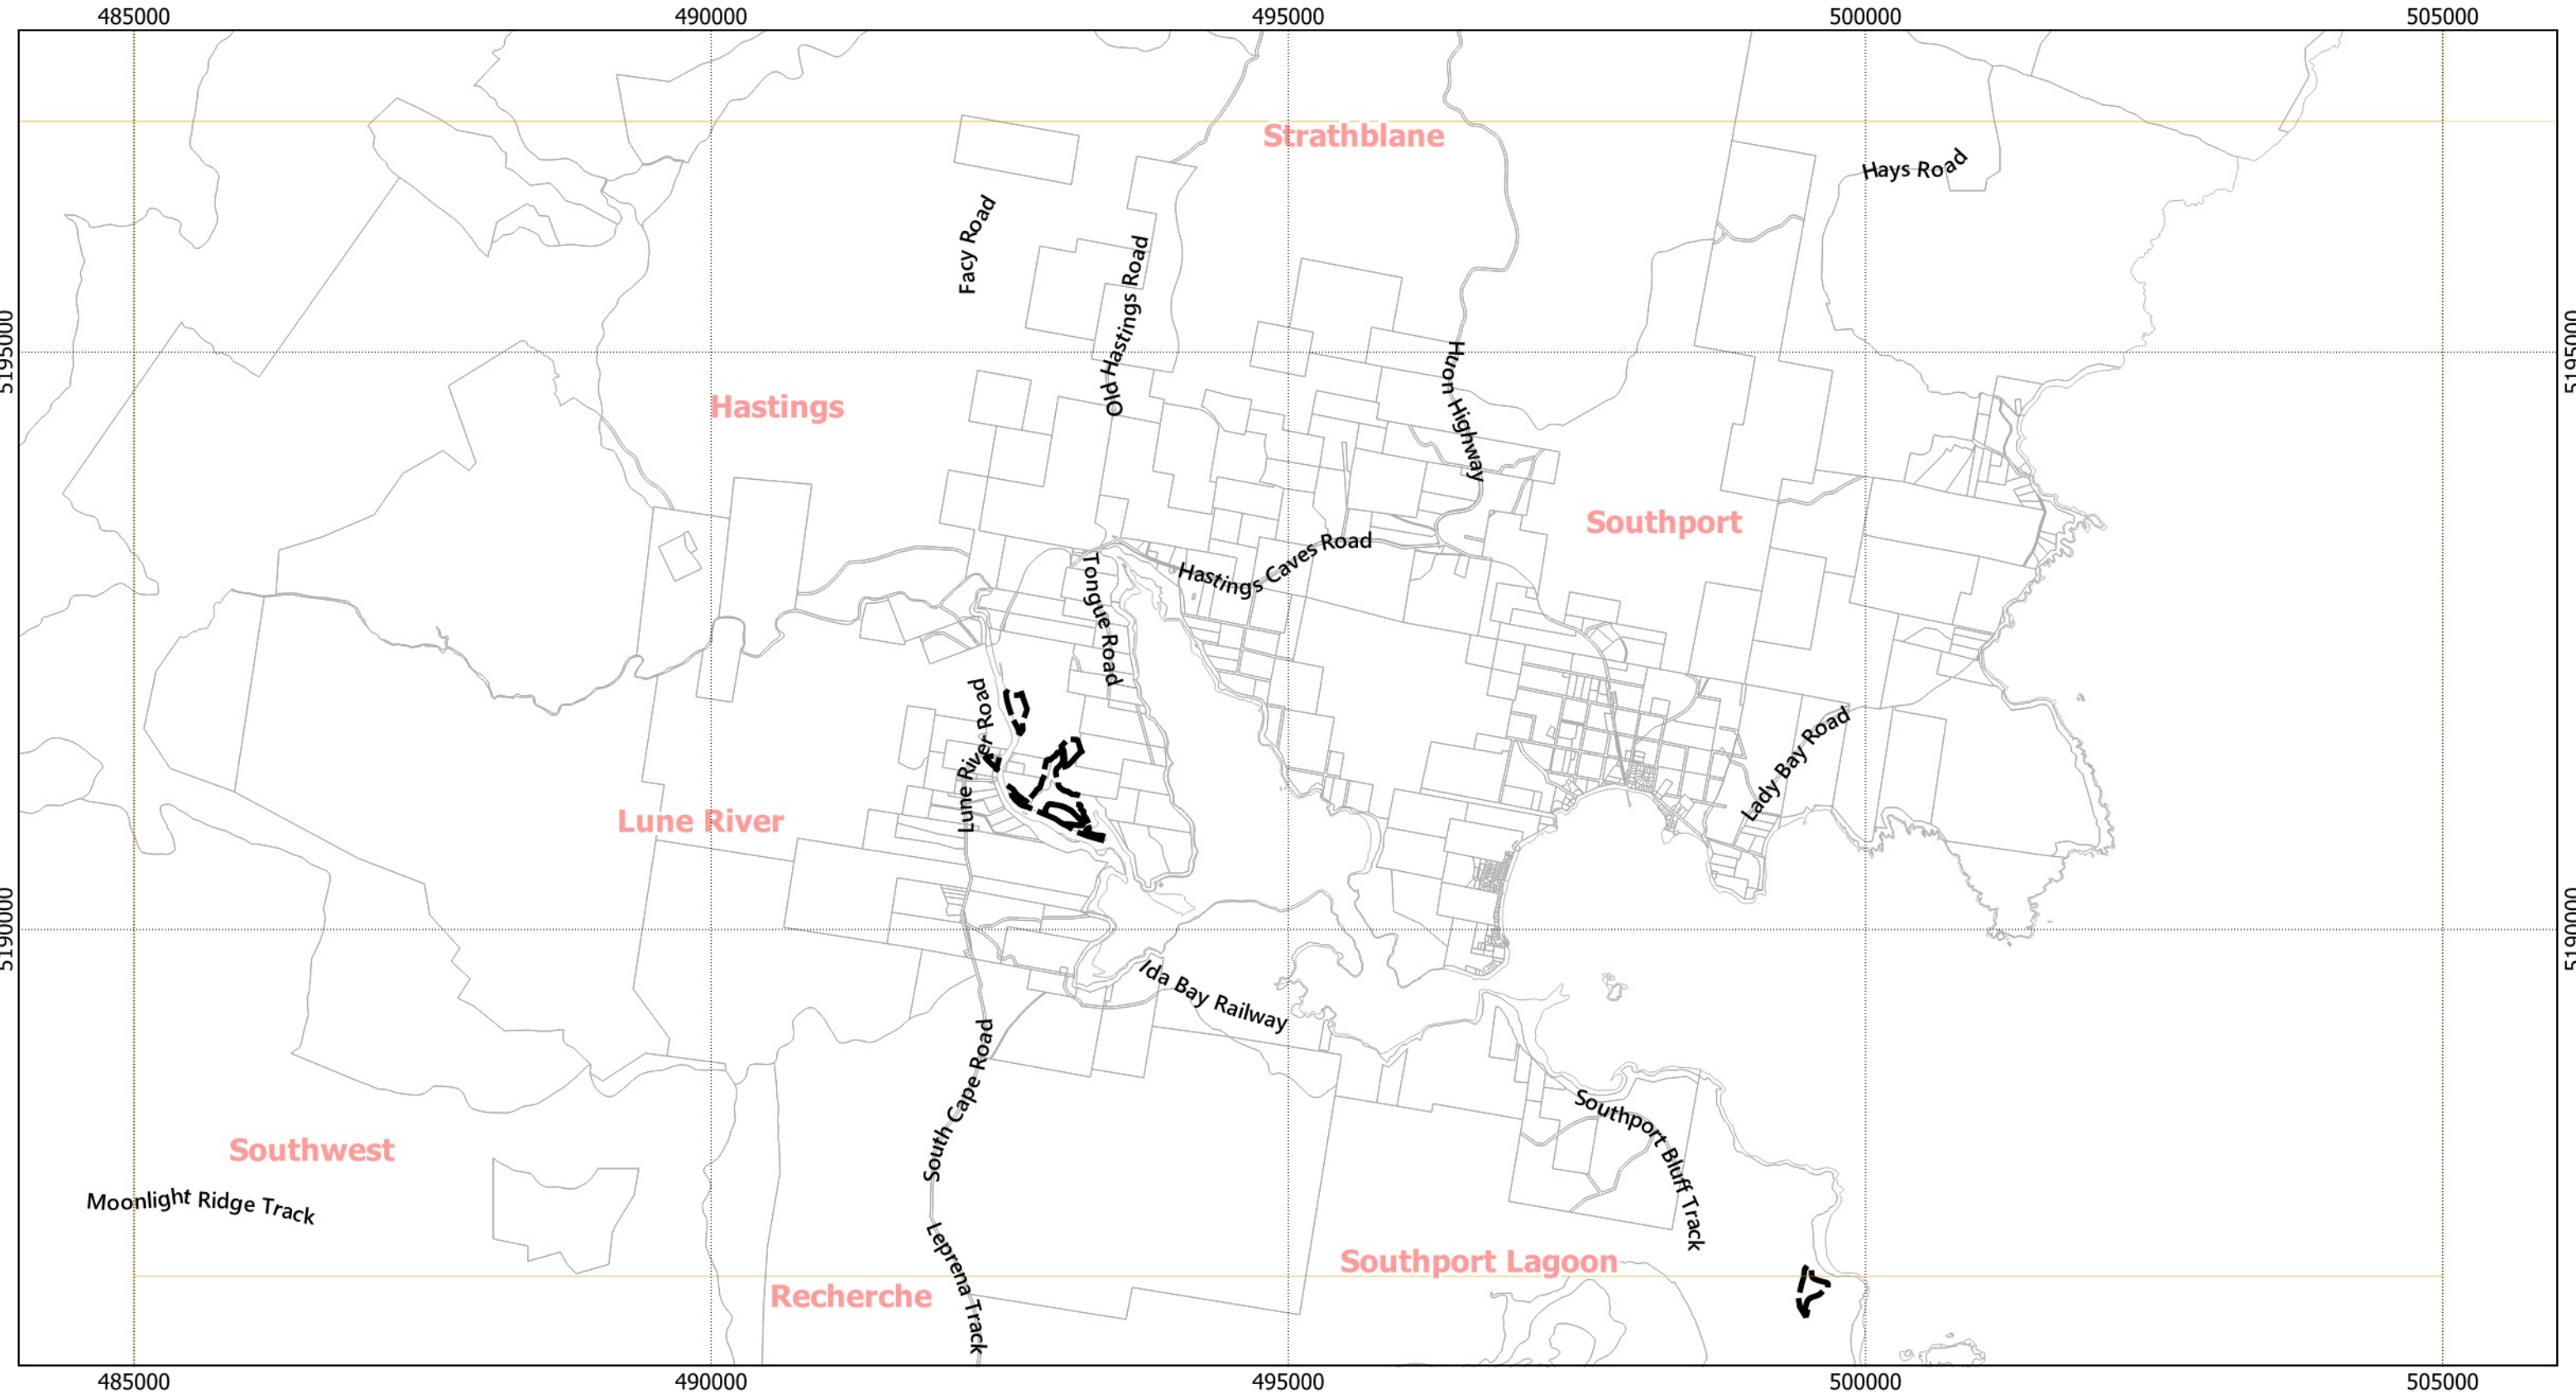 485000 490000 495000 500000 505000
Strathblane
Hays Road
Facy Road
Old Hastings Road
5195000
5195000
Huon Highway
Hastings
Southport
Hastings Caves Road
Tongue Road
Lune River Road
Lady Bay Road
Lune River
5190000
5190000
Ida Bay Railway
South Cape Road
Southport Bluff Track
Southwest
Moonlight Ridge Track
Leprena Track
Southport Lagoon
Recherche
485000 490000 495000 500000 505000